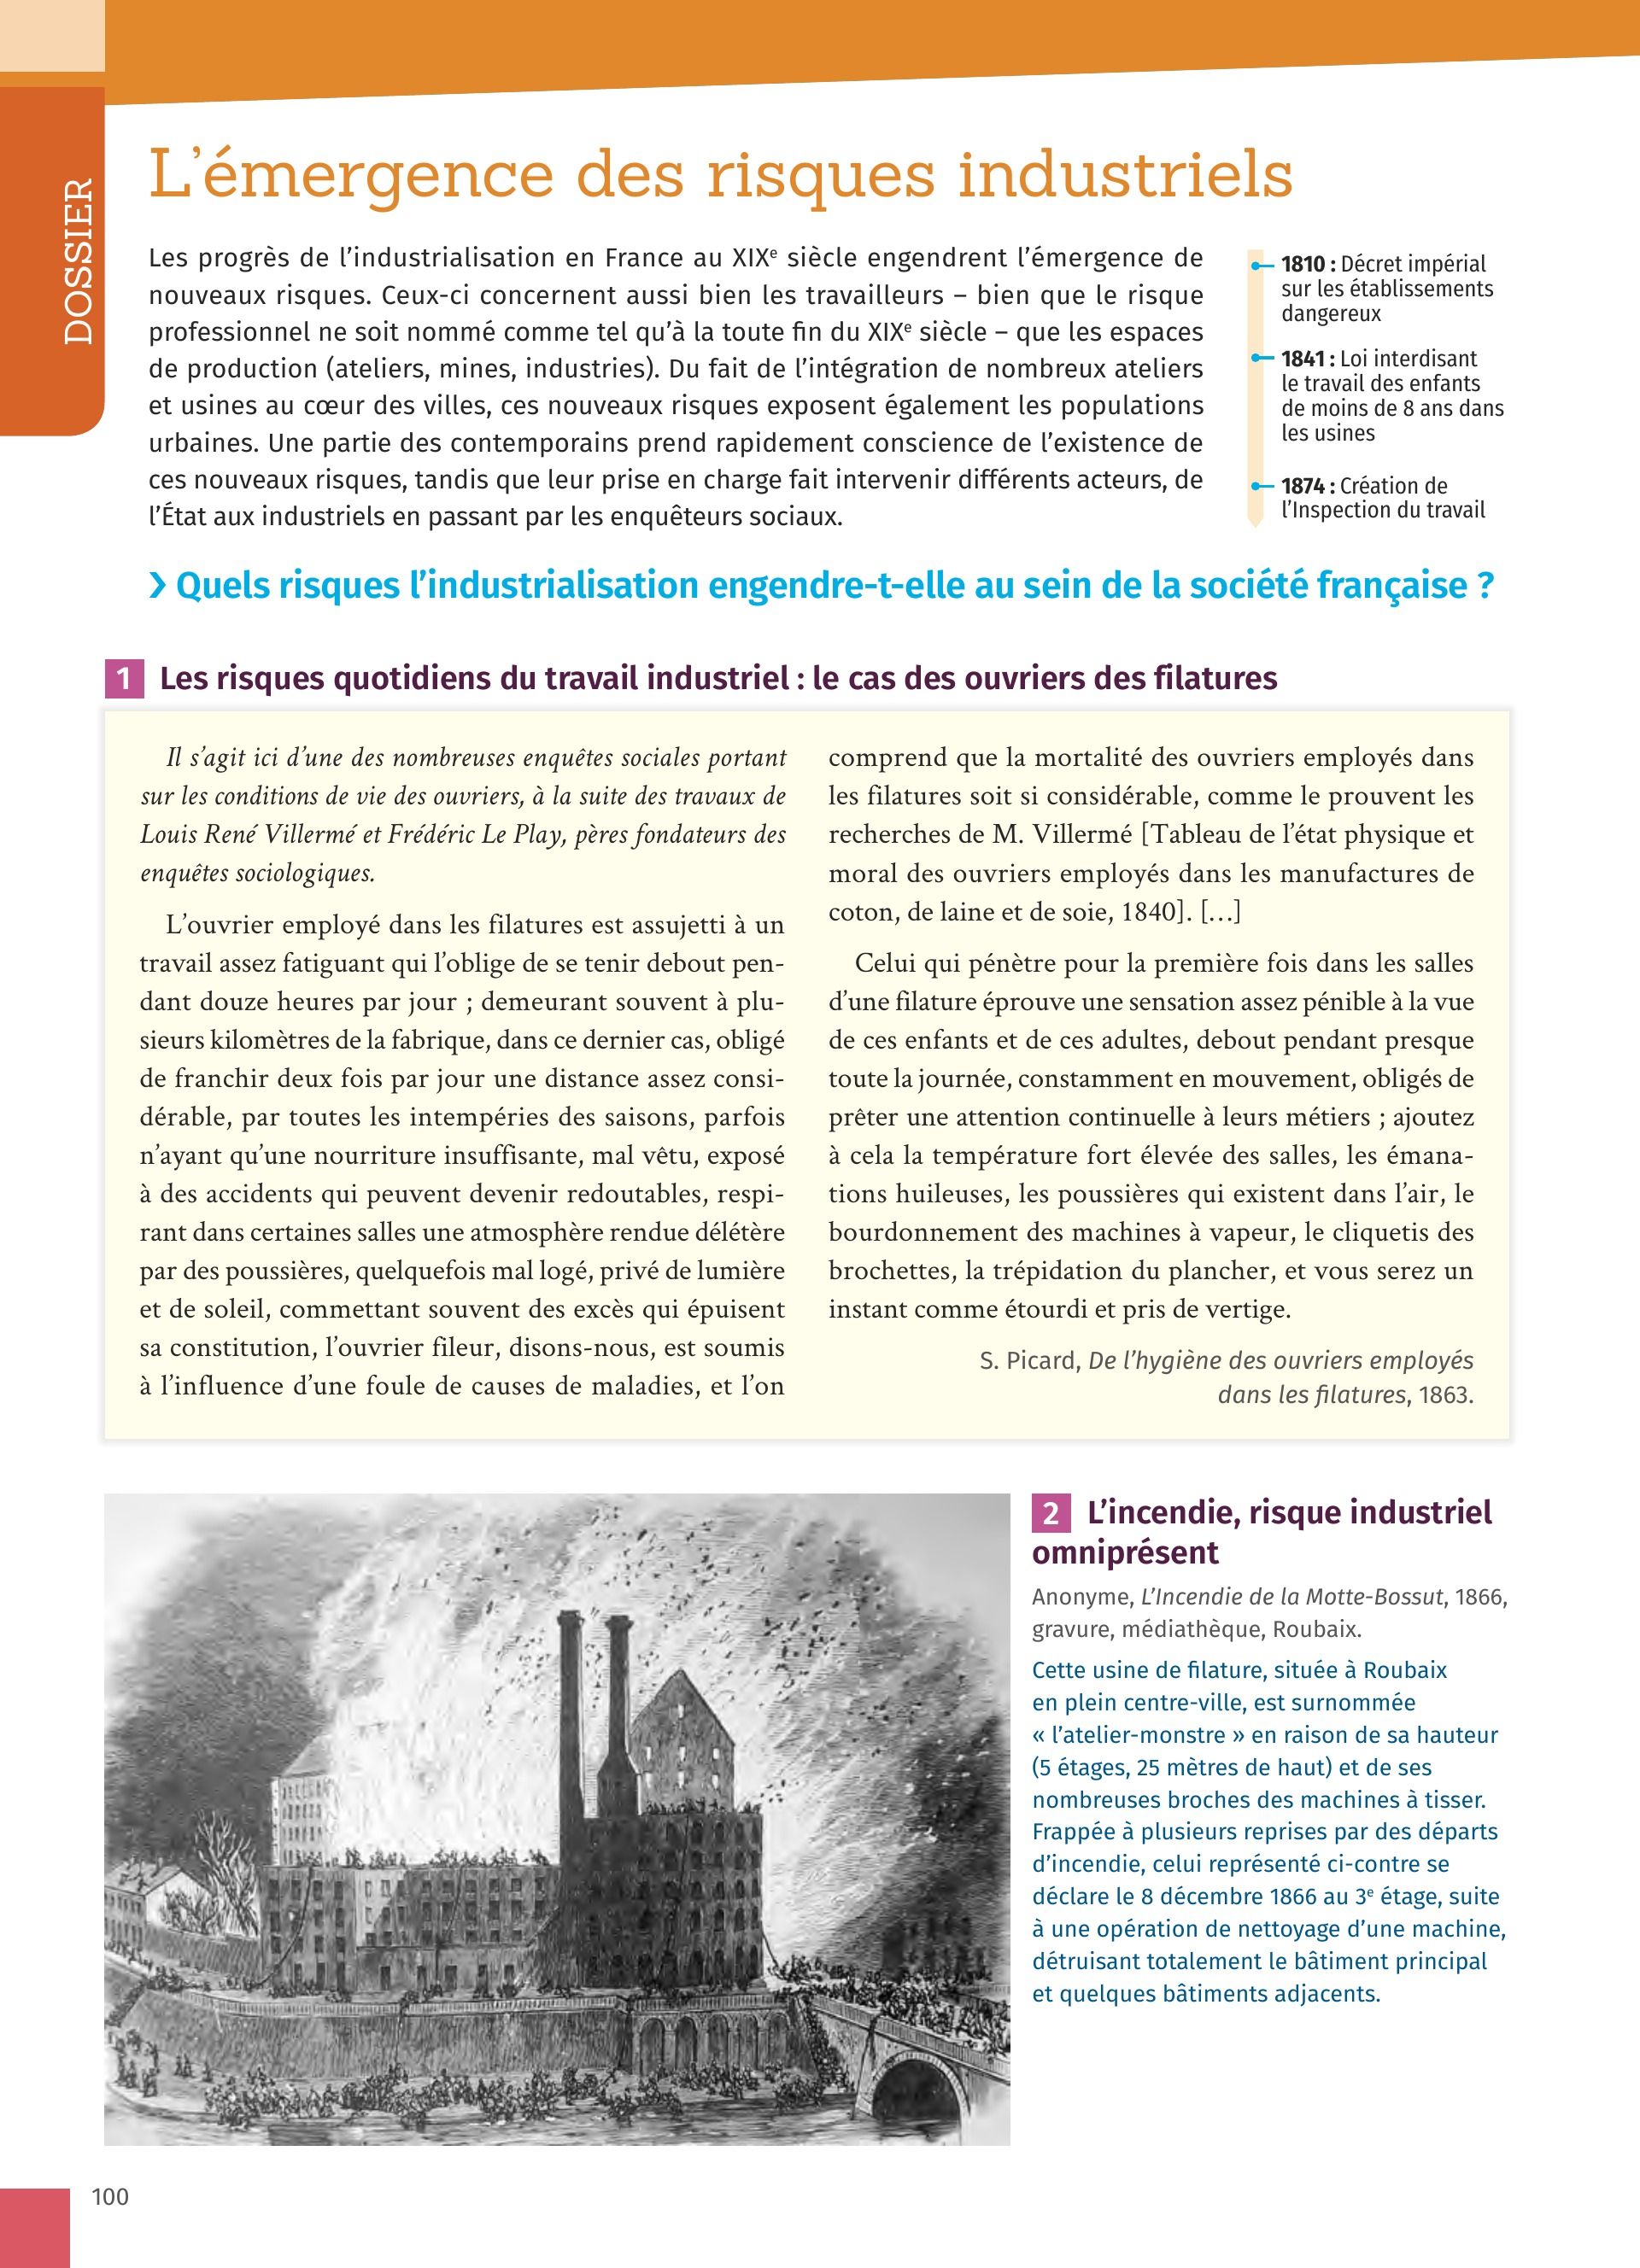 DOSSIER
L'émergence des risques industriels
Les progrès de l'industrialisation en France au XIXe siècle engendrent l'émergence de
nouveaux risques. Ceux-ci concernent aussi bien les travailleurs – bien que le risque
professionnel ne soit nommé comme tel qu'à la toute fin du XIXe siècle – que les espaces
de production (ateliers, mines, industries). Du fait de l'intégration de nombreux ateliers
et usines au cœur des villes, ces nouveaux risques exposent également les populations
urbaines. Une partie des contemporains prend rapidement conscience de l'existence de
ces nouveaux risques, tandis que leur prise en charge fait intervenir différents acteurs, de
l'État aux industriels en passant par les enquêteurs sociaux.
1810 : Décret impérial
sur les établissements
dangereux
1841 : Loi interdisant
le travail des enfants
de moins de 8 ans dans
les usines
1874 : Création de
l'Inspection du travail
❯ Quels risques l'industrialisation engendre-t-elle au sein de la société française ?
1 Les risques quotidiens du travail industriel : le cas des ouvriers des filatures
Il s'agit ici d'une des nombreuses enquêtes sociales portant
sur les conditions de vie des ouvriers, à la suite des travaux de
Louis René Villermé et Frédéric Le Play, pères fondateurs des
enquêtes sociologiques.
L'ouvrier employé dans les filatures est assujetti à un
travail assez fatiguant qui l'oblige de se tenir debout pen-
dant douze heures par jour ; demeurant souvent à plu-
sieurs kilomètres de la fabrique, dans ce dernier cas, obligé
de franchir deux fois par jour une distance assez consi-
dérable, par toutes les intempéries des saisons, parfois
n'ayant qu'une nourriture insuffisante, mal vêtu, exposé
à des accidents qui peuvent devenir redoutables, respi-
rant dans certaines salles une atmosphère rendue délétère
par des poussières, quelquefois mal logé, privé de lumière
et de soleil, commettant souvent des excès qui épuisent
sa constitution, l'ouvrier fileur, disons-nous, est soumis
à l'influence d'une foule de causes de maladies, et l'on
comprend que la mortalité des ouvriers employés dans
les filatures soit si considérable, comme le prouvent les
recherches de M. Villermé [Tableau de l'état physique et
moral des ouvriers employés dans les manufactures de
coton, de laine et de soie, 1840]. […]
Celui qui pénètre pour la première fois dans les salles
d'une filature éprouve une sensation assez pénible à la vue
de ces enfants et de ces adultes, debout pendant presque
toute la journée, constamment en mouvement, obligés de
prêter une attention continuelle à leurs métiers ; ajoutez
à cela la température fort élevée des salles, les émana-
tions huileuses, les poussières qui existent dans l'air, le
bourdonnement des machines à vapeur, le cliquetis des
brochettes, la trépidation du plancher, et vous serez un
instant comme étourdi et pris de vertige.
S. Picard, De l'hygiène des ouvriers employés
dans les filatures, 1863.
2 L'incendie, risque industriel
omniprésent
Anonyme, L'Incendie de la Motte-Bossut, 1866,
gravure, médiathèque, Roubaix.
Cette usine de filature, située à Roubaix
en plein centre-ville, est surnommée
« l'atelier-monstre » en raison de sa hauteur
(5 étages, 25 mètres de haut) et de ses
nombreuses broches des machines à tisser.
Frappée à plusieurs reprises par des départs
d'incendie, celui représenté ci-contre se
déclare le 8 décembre 1866 au 3e étage, suite
à une opération de nettoyage d'une machine,
détruisant totalement le bâtiment principal
et quelques bâtiments adjacents.
100